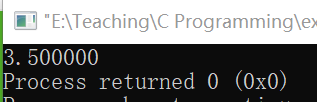 "E:\Teaching\C Programming\ex
3.500000
Process returned 0 (0x0)